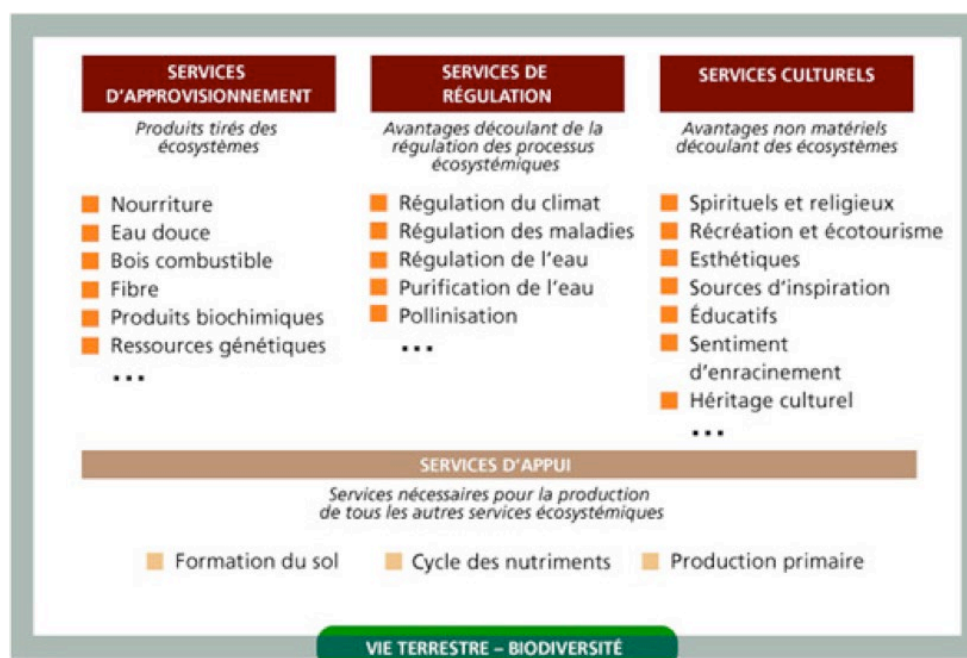 SERVICES
D'APPROVISIONNEMENT
Produits tirés des
écosystèmes
Nourriture
Eau douce
Bois combustible
Fibre
Produits biochimiques
Ressources génétiques
...
SERVICES DE
RÉGULATION
Avantages découlant de la
régulation des processus
écosystémiques
Régulation du climat
Régulation des maladies
Régulation de l'eau
Purification de l'eau
Pollinisation
...
SERVICES CULTURELS
Avantages non matériels
découlant des écosystèmes
Spirituels et religieux
Récréation et écotourisme
Esthétiques
Sources d'inspiration
Éducatifs
Sentiment
d'enracinement
Héritage culturel
...
SERVICES D'APPUI
Services nécessaires pour la production
de tous les autres services écosystémiques
Formation du sol
Cycle des nutriments
Production primaire
VIE TERRESTRE – BIODIVERSITÉ